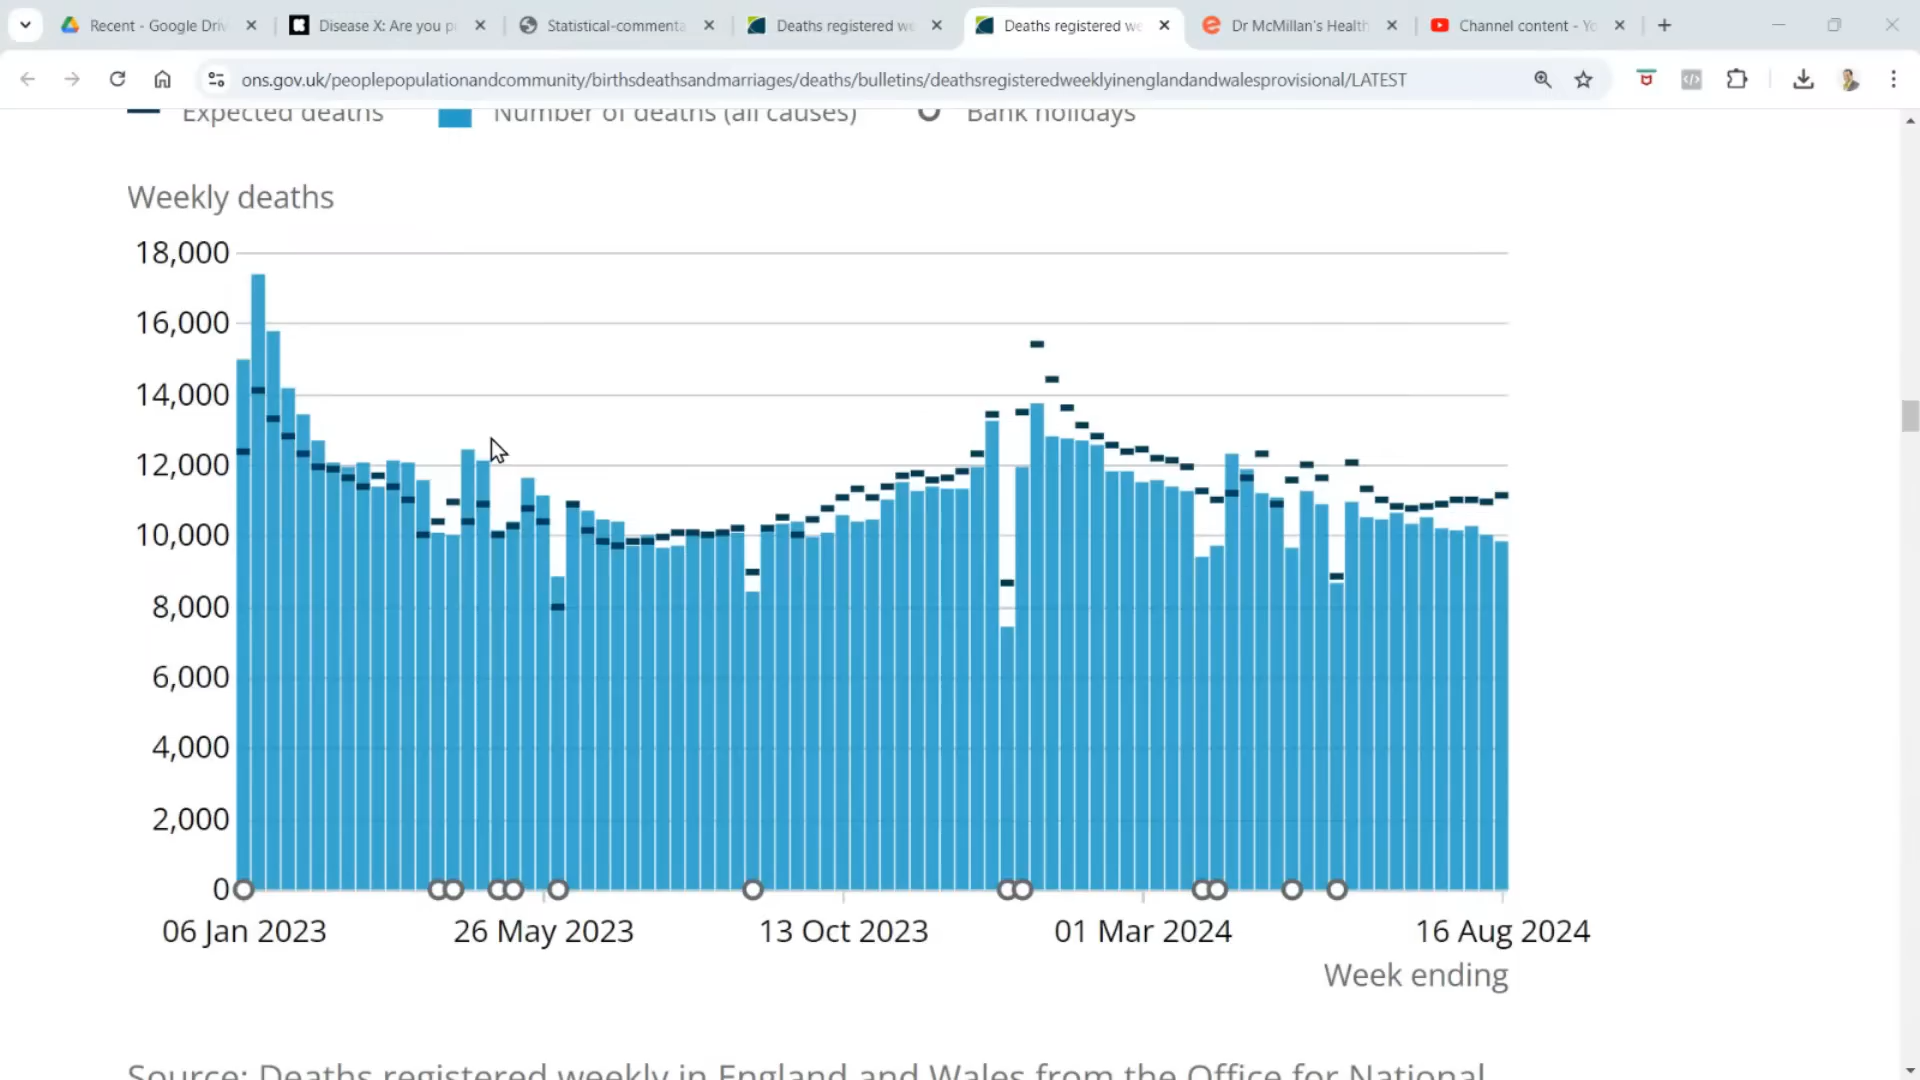 Recent - Google Driv
Disease X: Are you p
Statistical-commenta
Deaths registered we
Deaths registered we
Dr McMillan's Health
Channel content - Yo
ons.gov.uk/peoplepopulationandcommunity/birthsdeathsandmarriages/deaths/bulletins/deathsregisteredweeklyinenglandandwalesprovisional/LATEST
Expected deaths
Number of deaths (all causes)
Bank holidays
Weekly deaths
18,000
16,000
14,000
12,000
10,000
8,000
6,000
4,000
2,000
0
06 Jan 2023
26 May 2023
13 Oct 2023
01 Mar 2024
16 Aug 2024
Week ending
Source: Deaths registered weekly in England and Wales from the Office for National